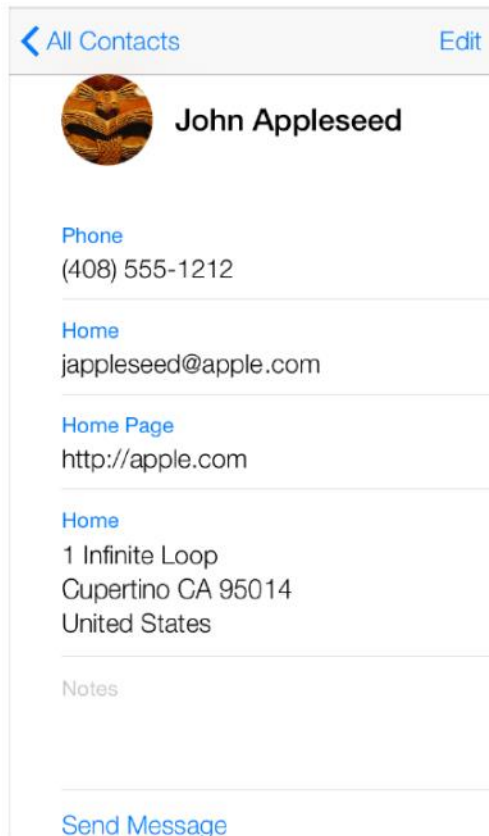 All Contacts
Edit
John Appleseed
Phone
(408) 555-1212
Home
jappleseed@apple.com
Home Page
http://apple.com
Home
1 Infinite Loop
Cupertino CA 95014
United States
Notes
Send Message